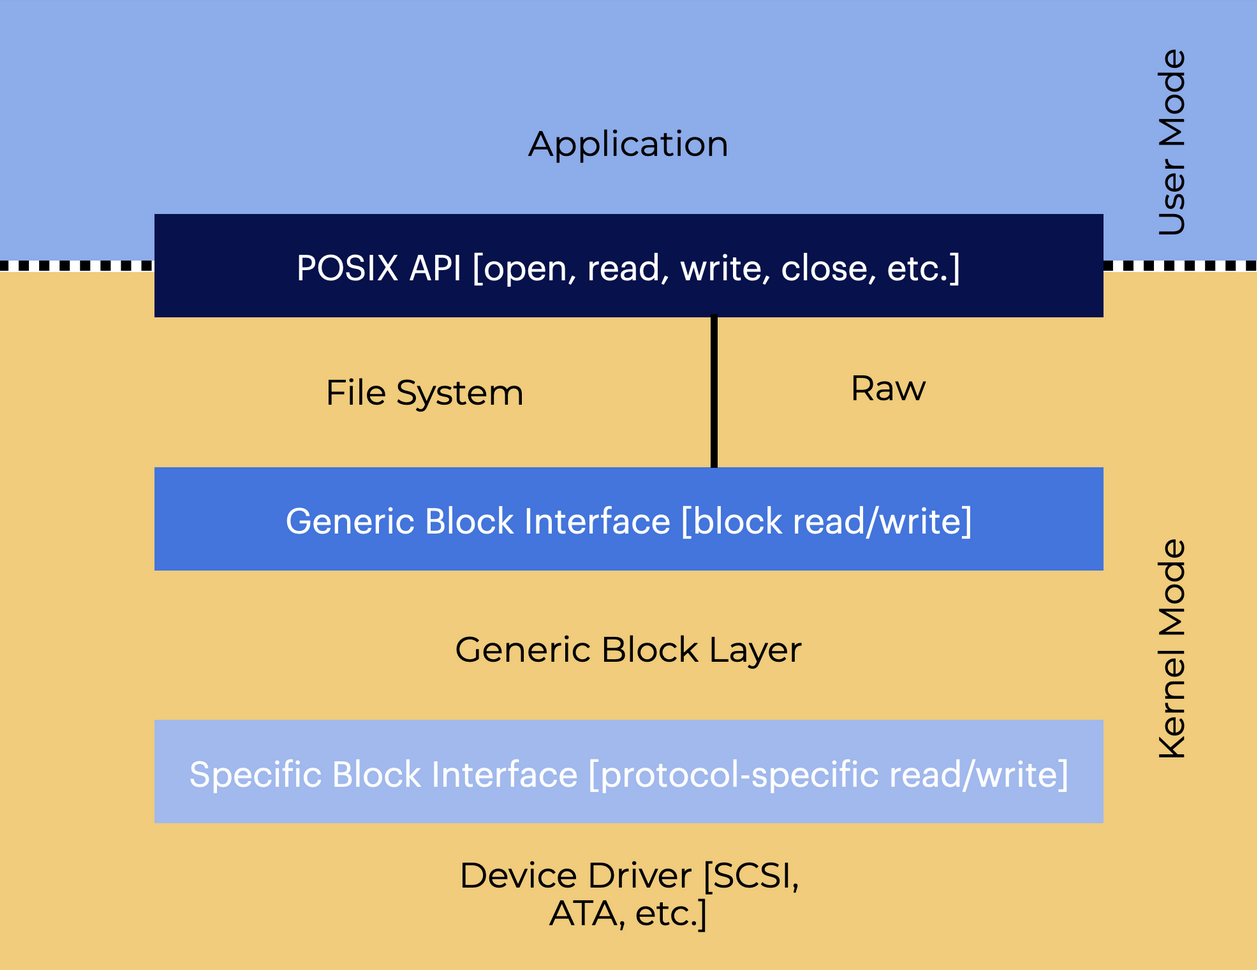 User Mode
Application
POSIX API [open, read, write, close, etc.]
File System
Raw
Generic Block Interface [block read/write]
Kernel Mode
Generic Block Layer
Specific Block Interface [protocol-specific read/write]
Device Driver [SCSI,
ATA, etc.]